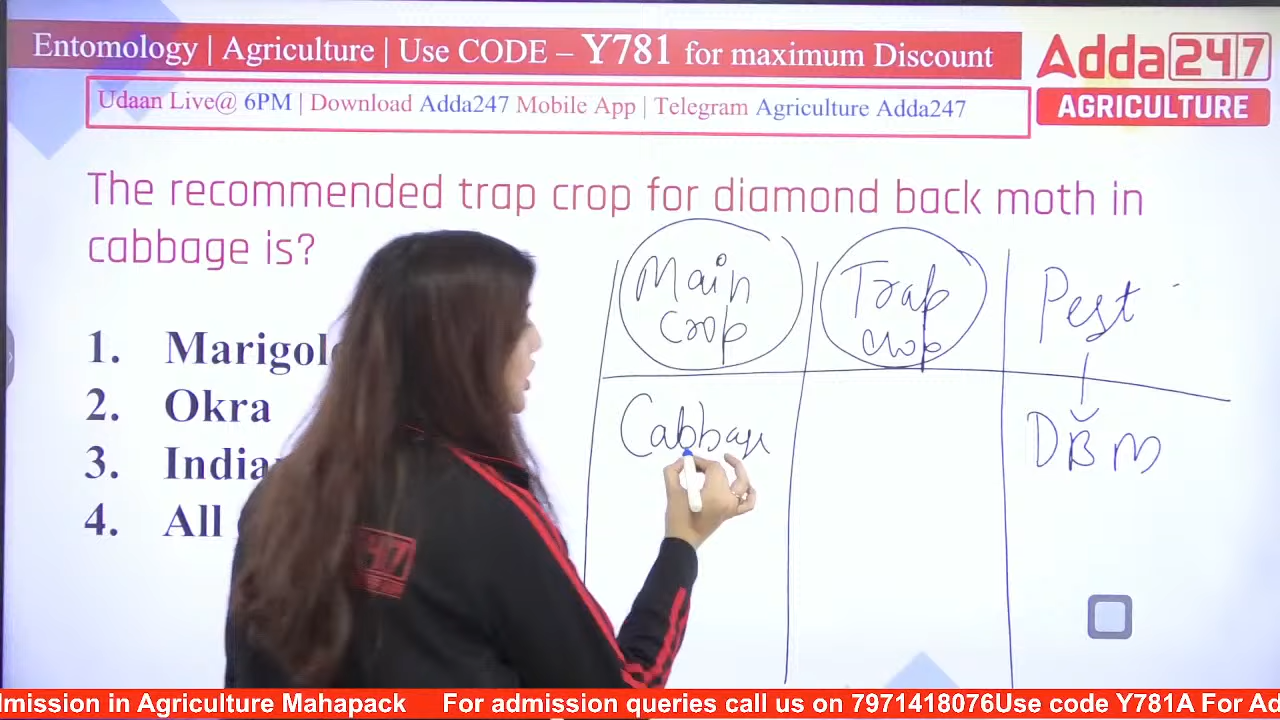 Entomology | Agriculture | Use CODE – Y781 for maximum Discount
Adda247
AGRICULTURE
Udaan Live@ 6PM | Download Adda247 Mobile App | Telegram Agriculture Adda247
The recommended trap crop for diamond back moth in
cabbage is?
1. Marigol
2. Okra
3. India
4. All
Main
crop
Trap
crop
Pest
Cabbage
DBM
247
mission in Agriculture Mahapack For admission queries call us on 7971418076Use code Y781A For Ad